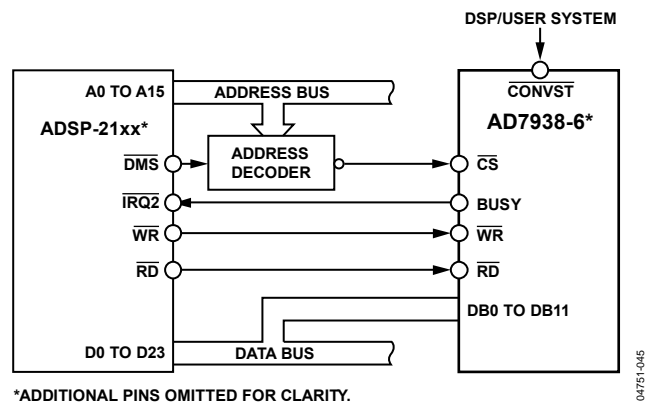 DSP/USER SYSTEM
A0 TO A15
ADDRESS BUS
CONVST
ADSP-21xx*
AD7938-6*
DMS
ADDRESS
DECODER
CS
IRQ2
BUSY
WR
WR
RD
RD
DB0 TO DB11
D0 TO D23
DATA BUS
*ADDITIONAL PINS OMITTED FOR CLARITY.
04751-045